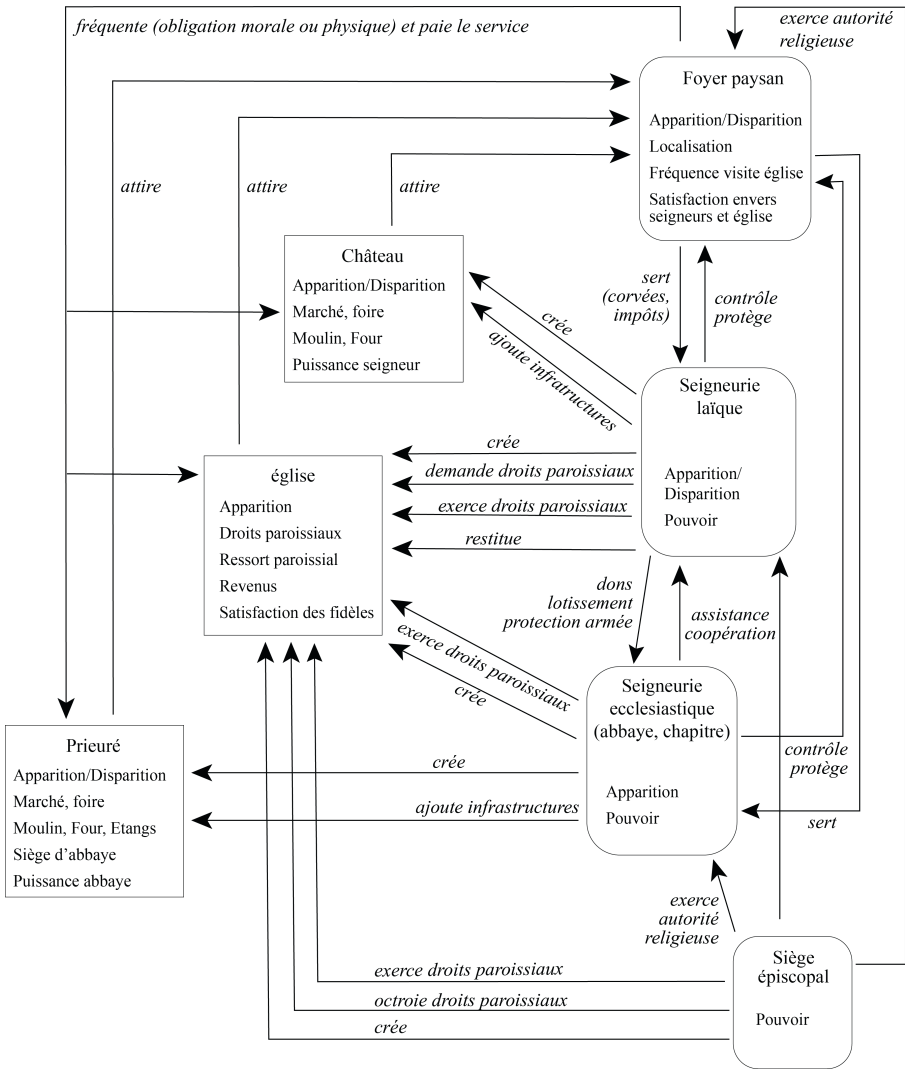 fréquente (obligation morale ou physique) et paie le service
exerce autorité
religieuse
Foyer paysan
Apparition/Disparition
Localisation
Fréquence visite église
Satisfaction envers
seigneurs et église
attire
attire
attire
Château
Apparition/Disparition
Marché, foire
Moulin, Four
Puissance seigneur
sert
(corvées,
impôts)
contrôle
protège
crée
ajoute infratructures
Seigneurie
laïque
Apparition/
Disparition
Pouvoir
crée
demande droits paroissiaux
exerce droits paroissiaux
restitue
église
Apparition
Droits paroissiaux
Ressort paroissial
Revenus
Satisfaction des fidèles
dons
lotissement
protection armée
assistance
coopération
exerce droits paroissiaux
crée
Seigneurie
ecclesiastique
(abbaye, chapitre)
Apparition
Pouvoir
contrôle
protège
sert
Prieuré
Apparition/Disparition
Marché, foire
Moulin, Four, Etangs
Siège d'abbaye
Puissance abbaye
crée
ajoute infrastructures
exerce
autorité
religieuse
Siège
épiscopal
Pouvoir
exerce droits paroissiaux
octroie droits paroissiaux
crée